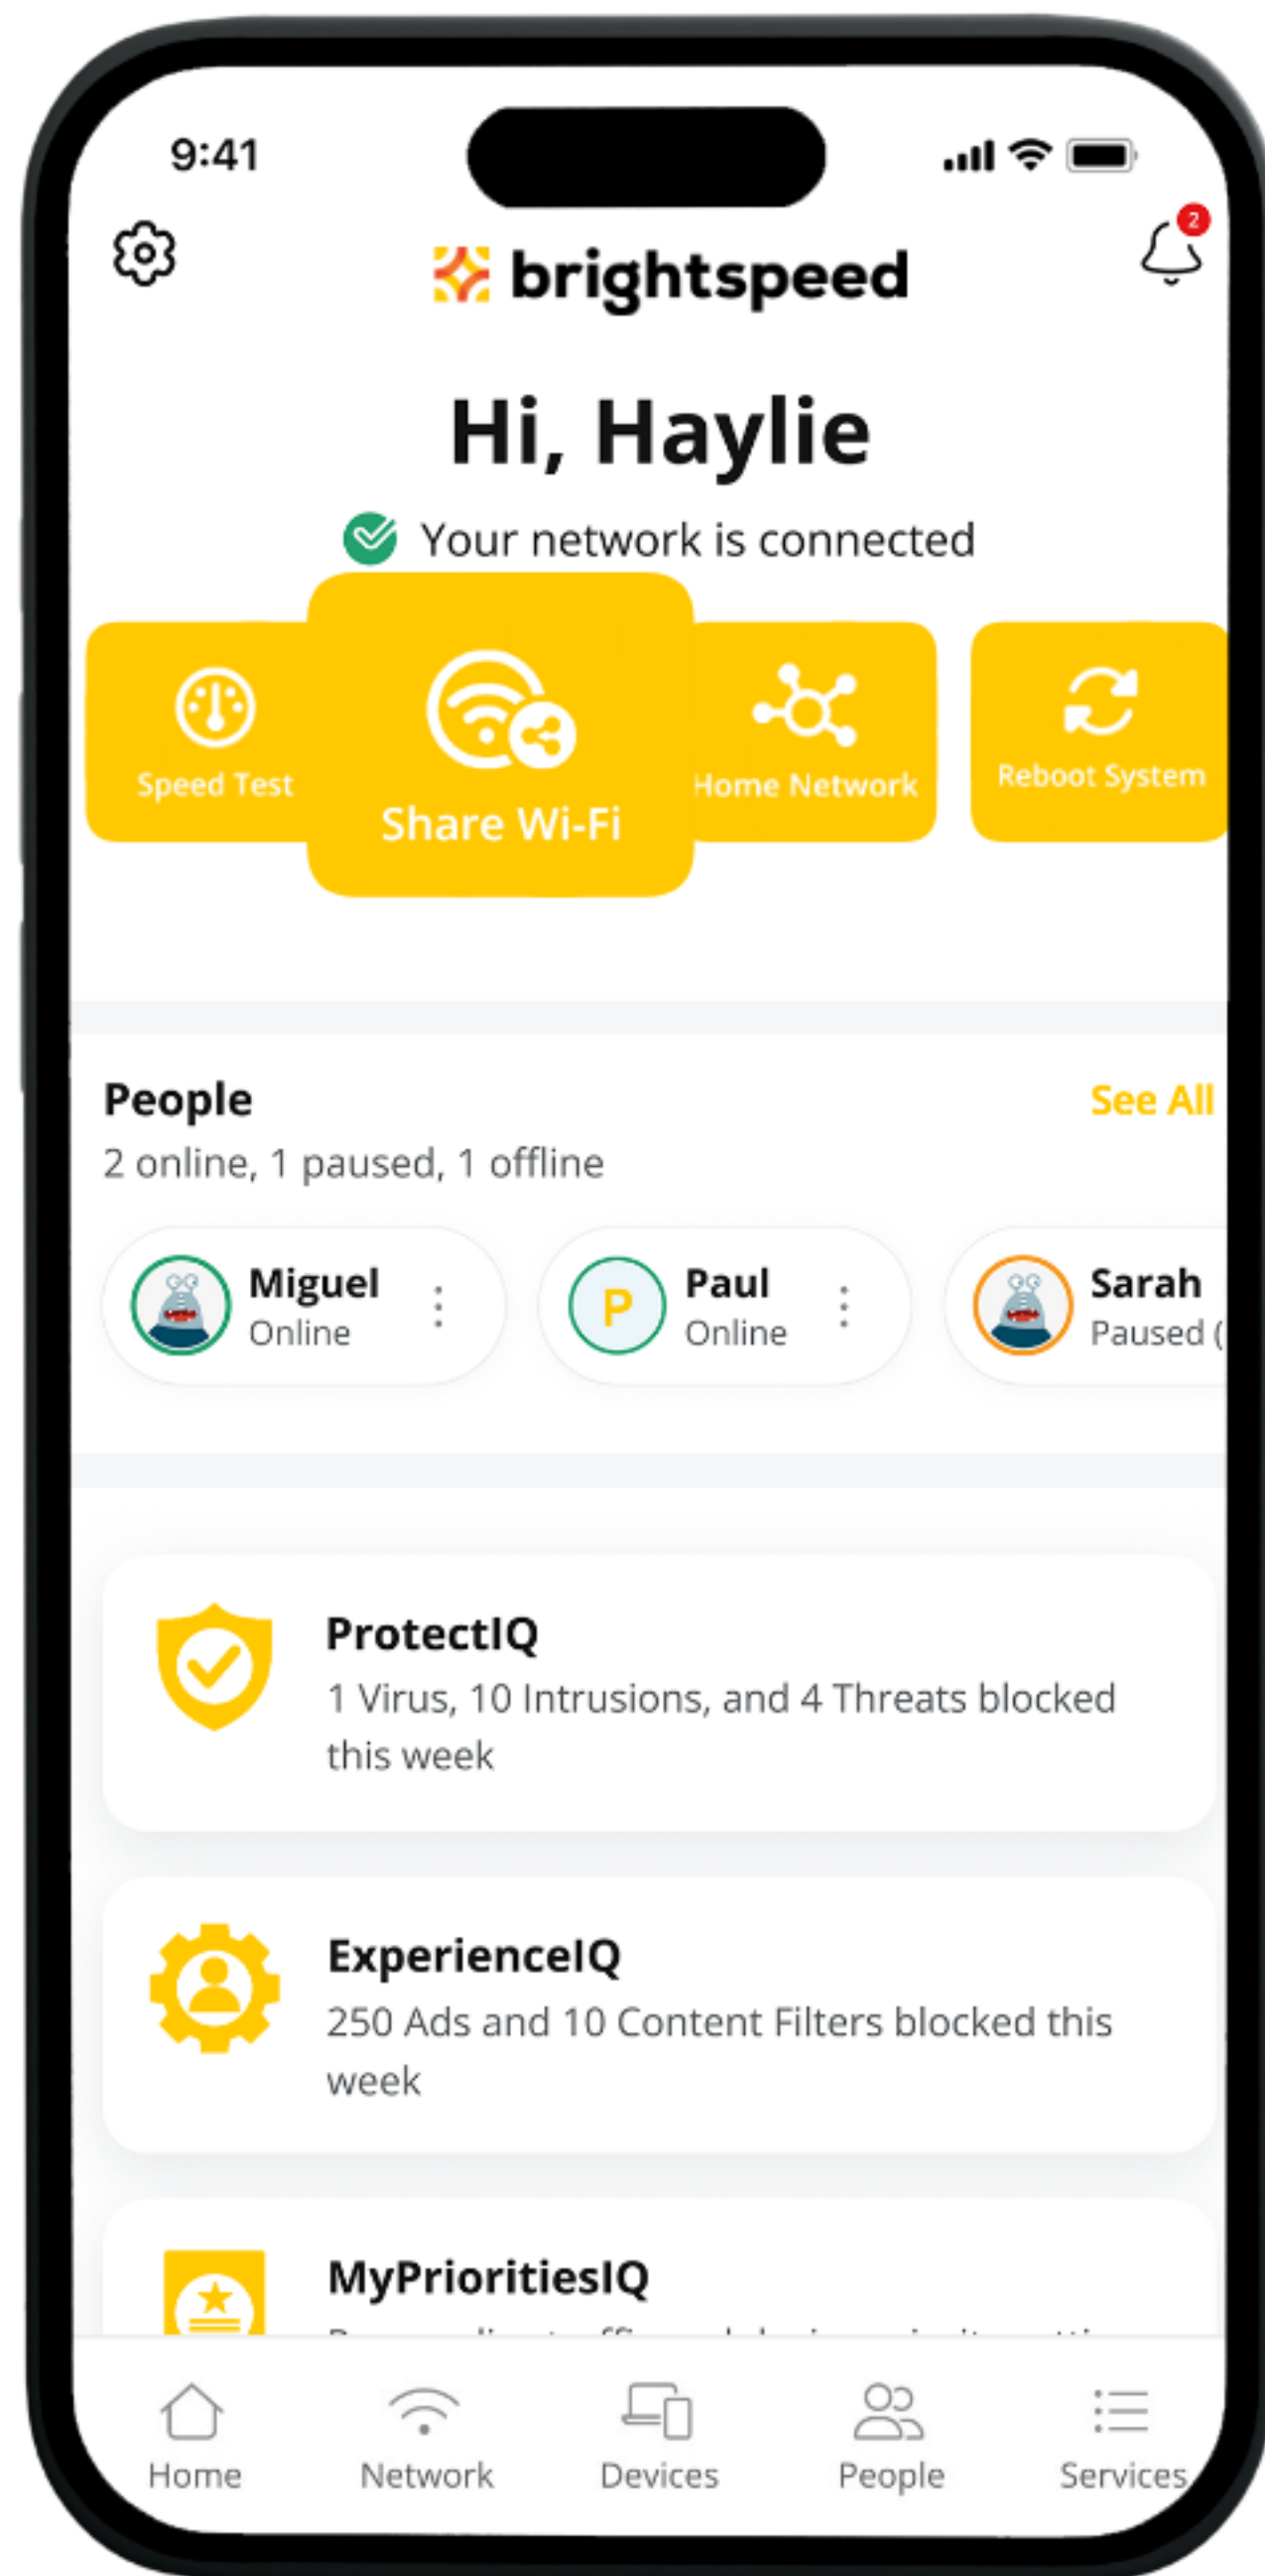 9:41
2
brightspeed
Hi, Haylie
Your network is connected
Speed Test
Share Wi-Fi
Home Network
Reboot System
People
See All
2 online, 1 paused, 1 offline
Miguel
Online
P
Paul
Online
Sarah
Paused (
ProtectIQ
1 Virus, 10 Intrusions, and 4 Threats blocked
this week
ExperienceIQ
250 Ads and 10 Content Filters blocked this
week
MyPrioritiesIQ
Home
Network
Devices
People
Services